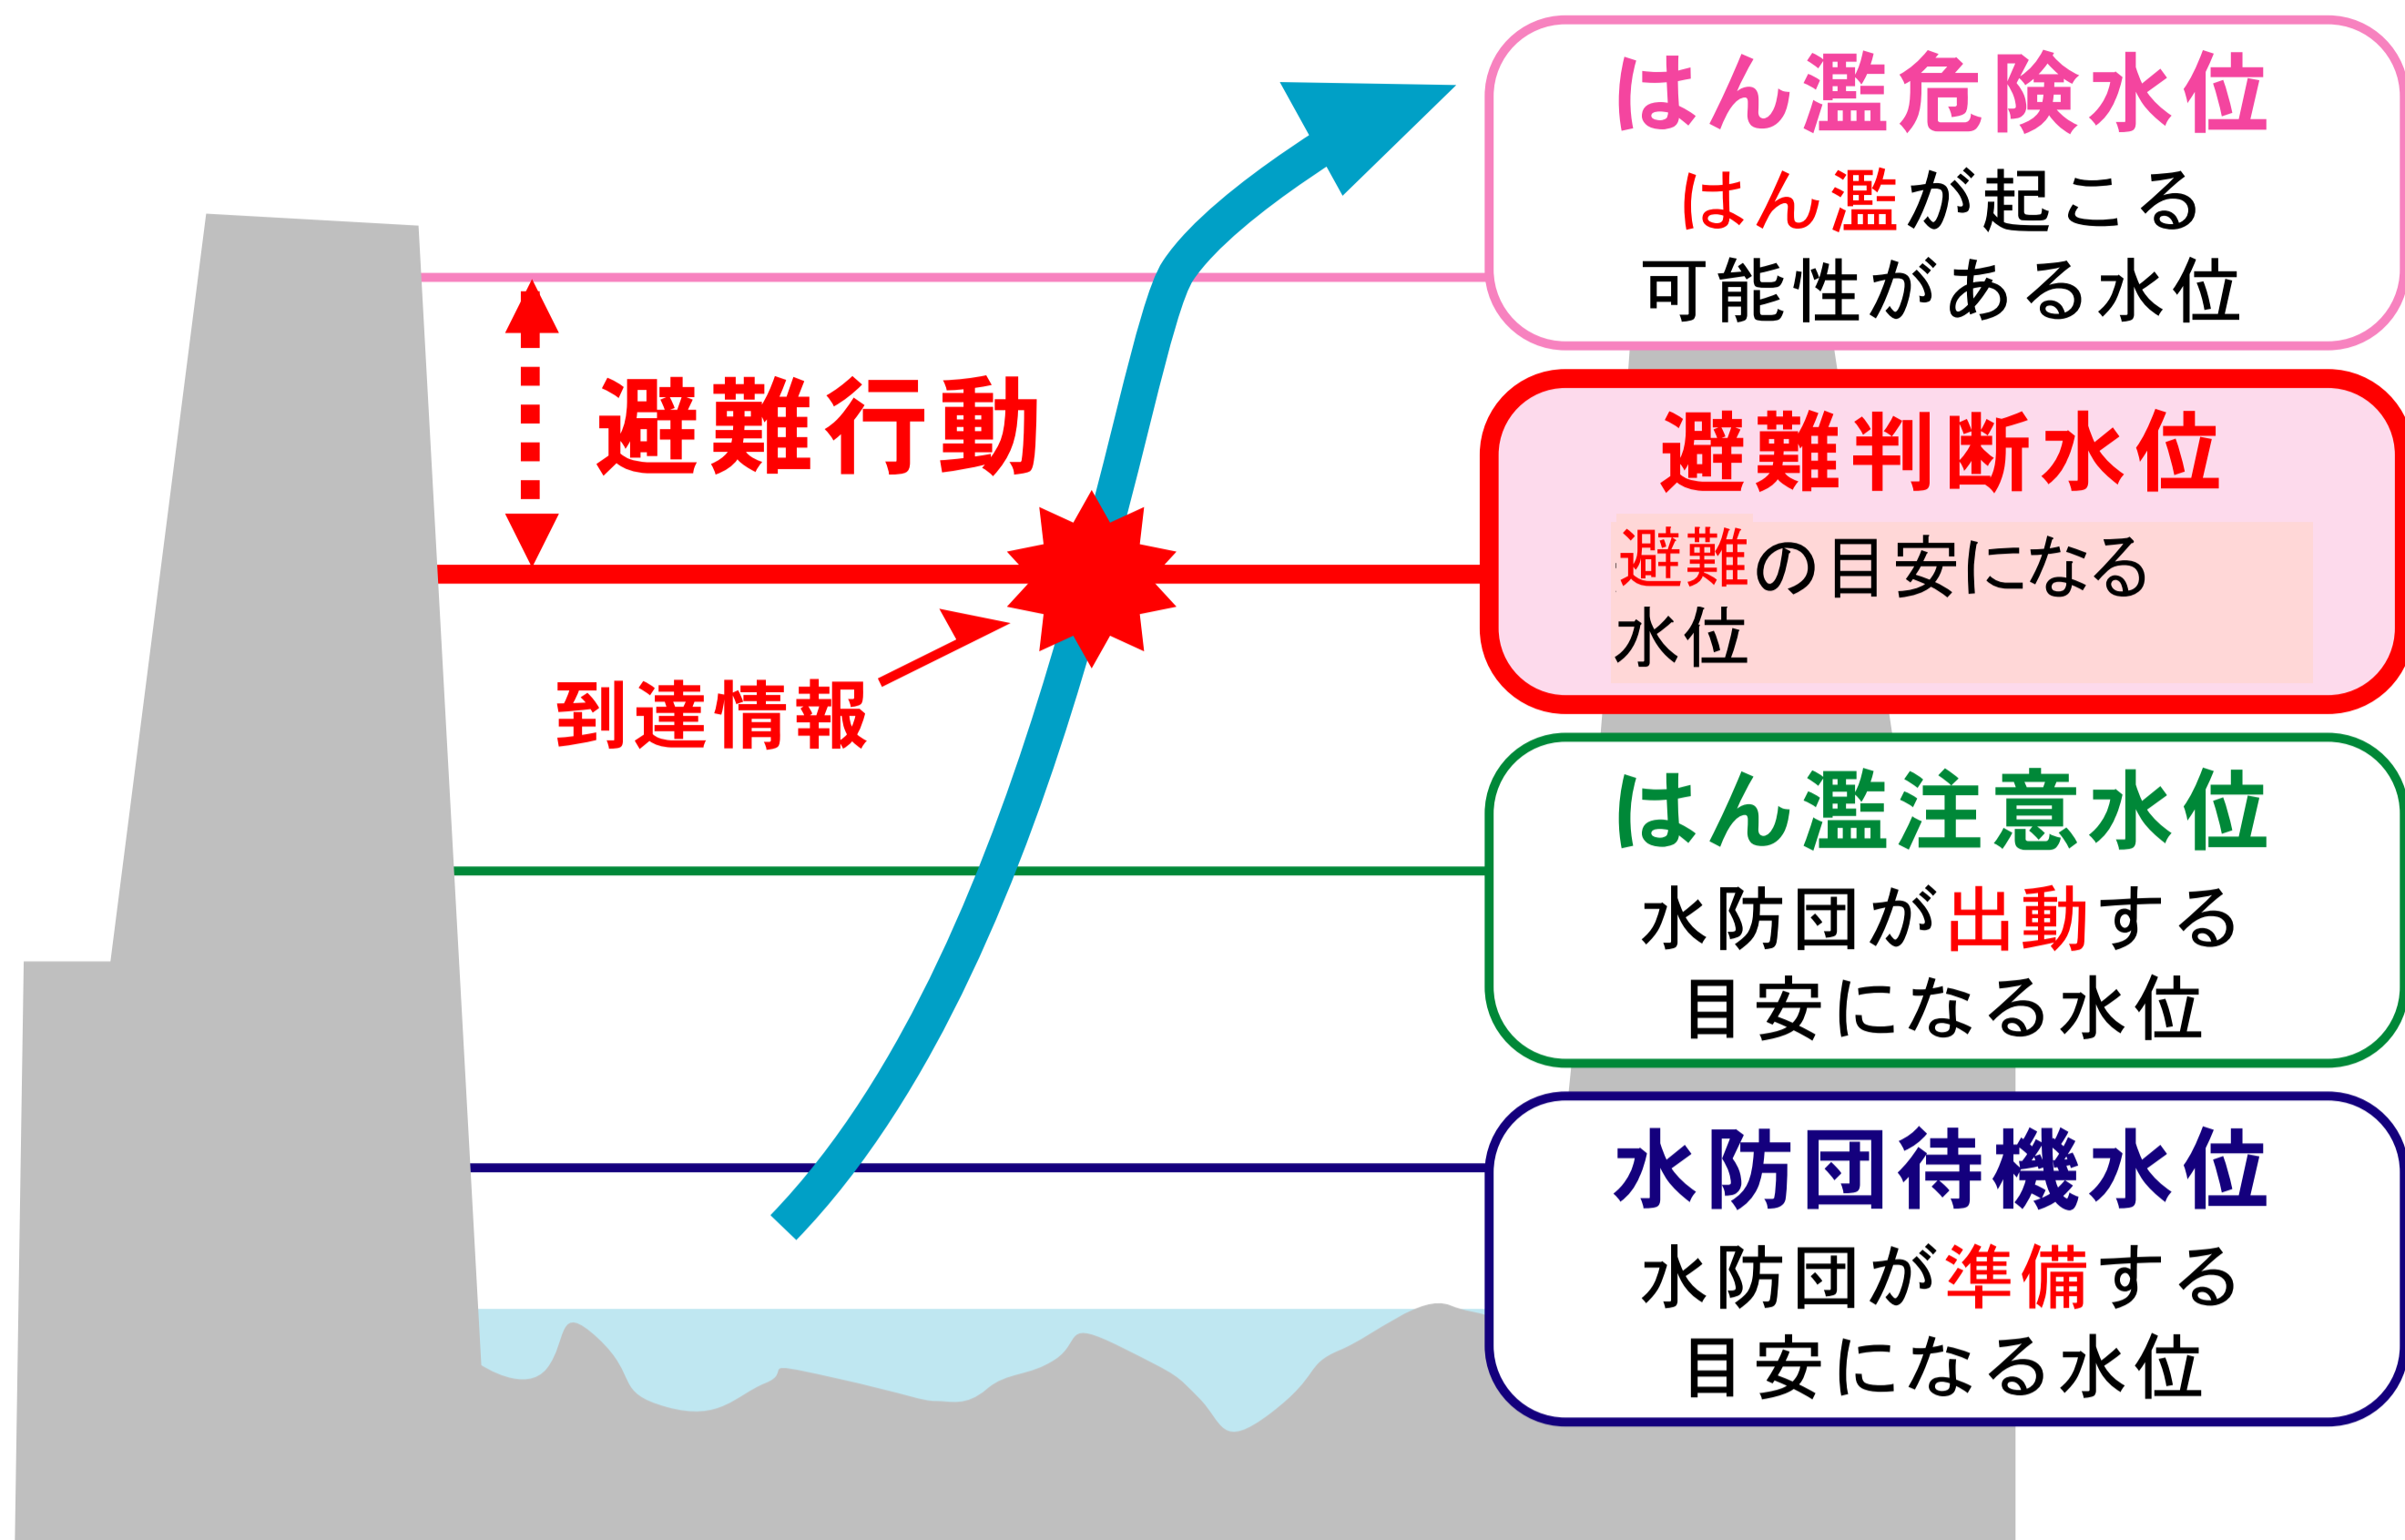 はん濫危険水位
はん濫が起こる
可能性がある水位
避難行動
避難判断水位
避難の目安になる
水位
到達情報
はん濫注意水位
水防団が出動する
目安になる水位
水防団待機水位
水防団が準備する
目安になる水位